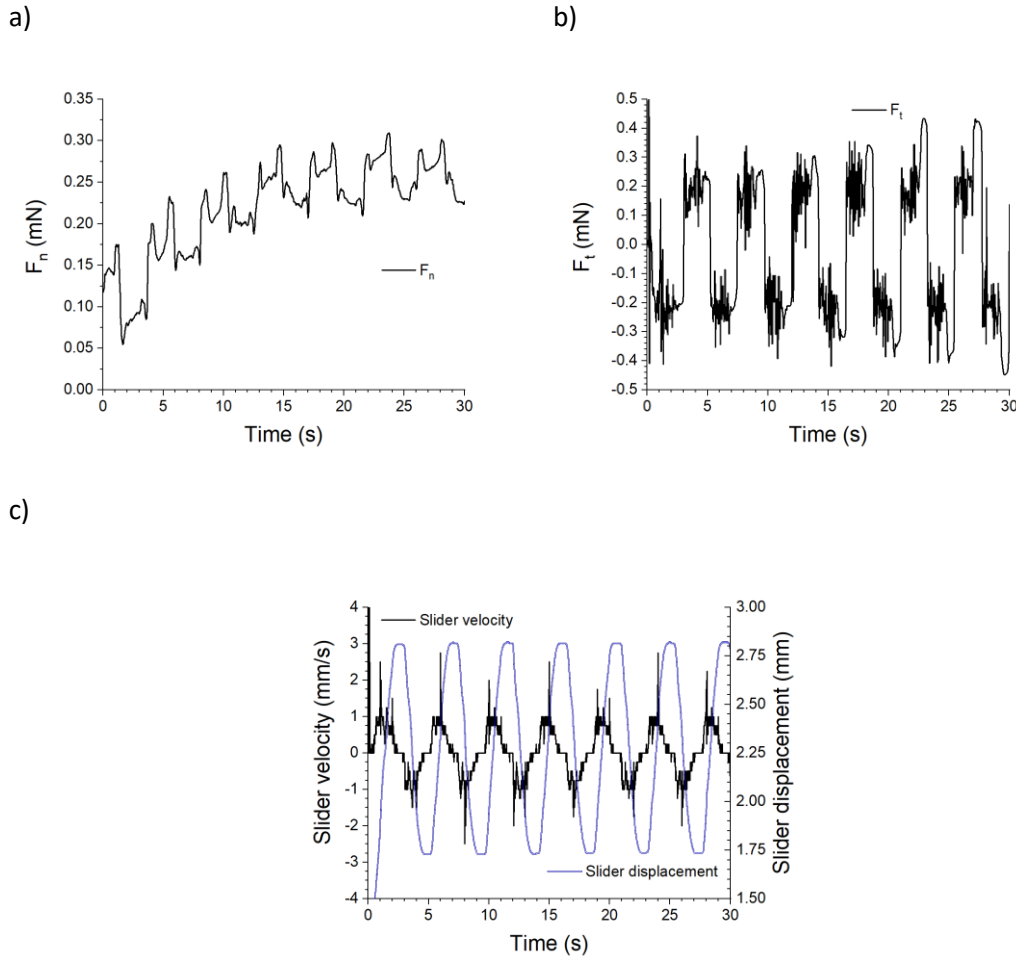 a)
b)
0.35
0.30
0.25
0.20
0.15
0.10
0.05
0.00
F_n (mN)
F_n
0 5 10 15 20 25 30
Time (s)
0.5
0.4
0.3
0.2
0.1
0.0
-0.1
-0.2
-0.3
-0.4
-0.5
F_t (mN)
F_t
0 5 10 15 20 25 30
Time (s)
c)
4
3
2
1
0
-1
-2
-3
-4
Slider velocity (mm/s)
Slider velocity
Slider displacement
3.00
2.75
2.50
2.25
2.00
1.75
1.50
Slider displacement (mm)
0 5 10 15 20 25 30
Time (s)